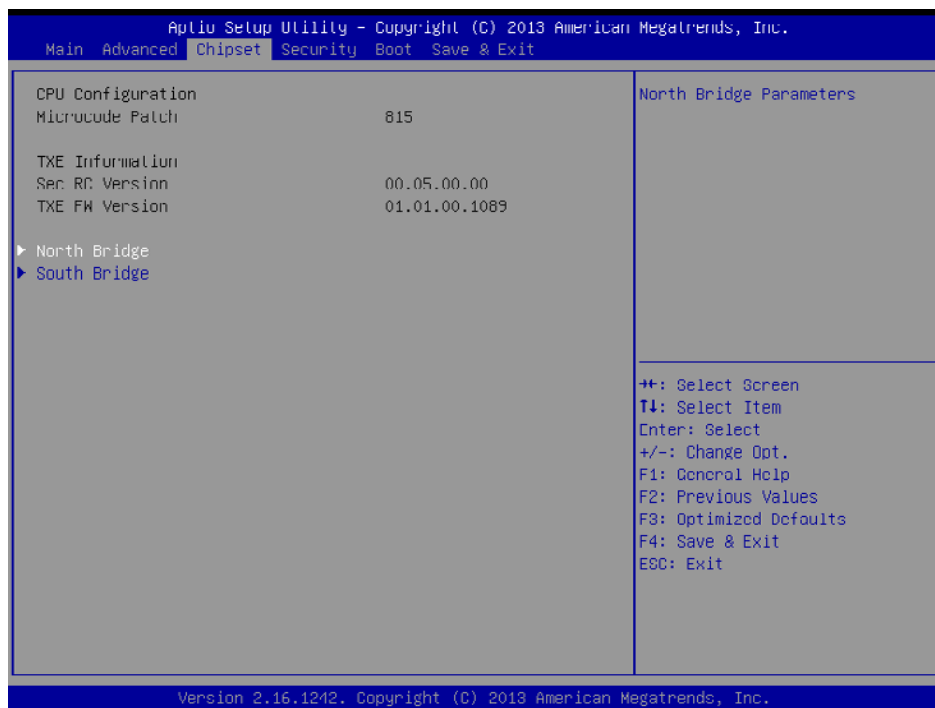 Aptio Setup Utility – Copyright (C) 2013 American Megatrends, Inc.
Main Advanced Chipset Security Boot Save & Exit
CPU Configuration
Microcode Patch 815
TXE Information
Sec RC Version 00.05.00.00
TXE FW Version 01.01.00.1089
▶ North Bridge
▶ South Bridge
North Bridge Parameters
→←: Select Screen
↑↓: Select Item
Enter: Select
+/-: Change Opt.
F1: General Help
F2: Previous Values
F3: Optimized Defaults
F4: Save & Exit
ESC: Exit
Version 2.16.1242. Copyright (C) 2013 American Megatrends, Inc.